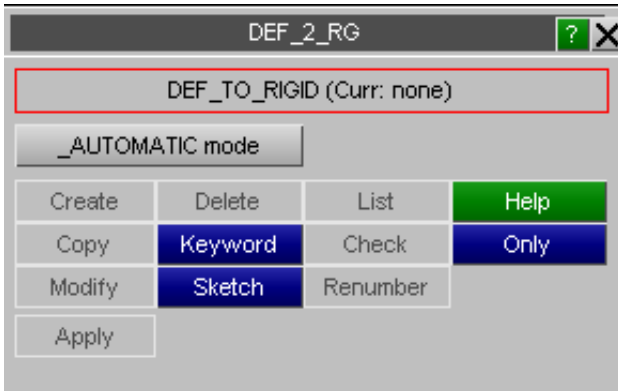 DEF_2_RG ? X
DEF_TO_RIGID (Curr: none)
_AUTOMATIC mode
Create Delete List Help
Copy Keyword Check Only
Modify Sketch Renumber
Apply